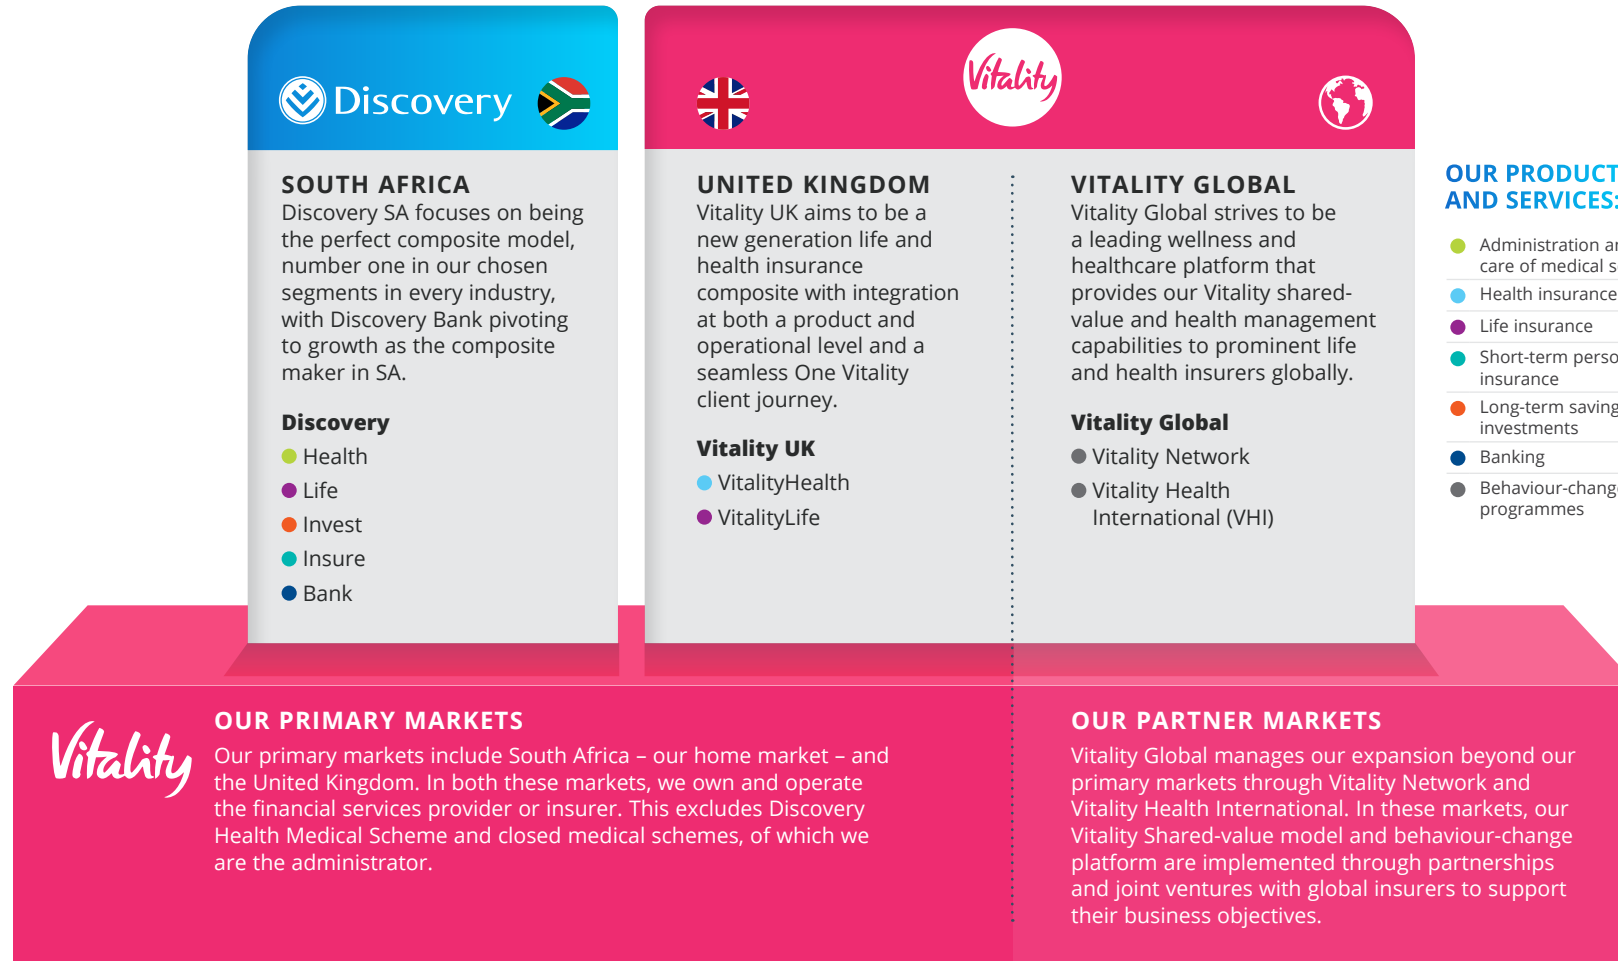 Discovery
Vitality
SOUTH AFRICA
Discovery SA focuses on being
the perfect composite model,
number one in our chosen
segments in every industry,
with Discovery Bank pivoting
to growth as the composite
maker in SA.
Discovery
Health
Life
Invest
Insure
Bank
UNITED KINGDOM
Vitality UK aims to be a
new generation life and
health insurance
composite with integration
at both a product and
operational level and a
seamless One Vitality
client journey.
Vitality UK
VitalityHealth
VitalityLife
VITALITY GLOBAL
Vitality Global strives to be
a leading wellness and
healthcare platform that
provides our Vitality shared-
value and health management
capabilities to prominent life
and health insurers globally.
Vitality Global
Vitality Network
Vitality Health
International (VHI)
OUR PRODUCT
AND SERVICES:
Administration
care of medical
Health insurance
Life insurance
Short-term
insurance
Long-term
investments
Banking
programmes
Vitality
OUR PRIMARY MARKETS
Our primary markets include South Africa – our home market – and
the United Kingdom. In both these markets, we own and operate
the financial services provider or insurer. This excludes Discovery
Health Medical Scheme and closed medical schemes, of which we
are the administrator.
OUR PARTNER MARKETS
Vitality Global manages our expansion beyond our
primary markets through Vitality Network and
Vitality Health International. In these markets, our
Vitality Shared-value model and behaviour-change
platform are implemented through partnerships
and joint ventures with global insurers to support
their business objectives.